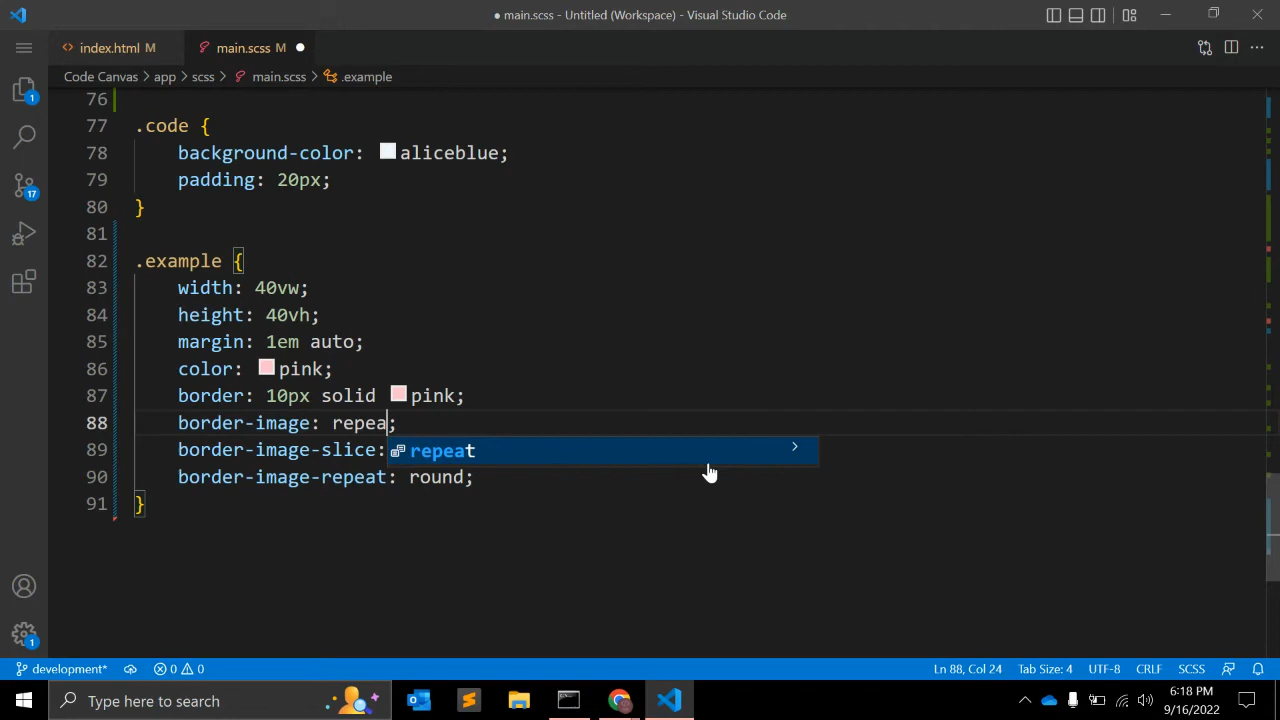 ● main.scss - Untitled (Workspace) - Visual Studio Code
index.html M
main.scss M ●
Code Canvas > app > scss > main.scss > .example
76
77 .code {
78 background-color: aliceblue;
79 padding: 20px;
80 }
81
82 .example {
83 width: 40vw;
84 height: 40vh;
85 margin: 1em auto;
86 color: pink;
87 border: 10px solid pink;
88 border-image: repea;
89 border-image-slice:
repeat
90 border-image-repeat: round;
91 }
1
17
1
development*
0 0
Ln 88, Col 24
Tab Size: 4
UTF-8
CRLF
SCSS
Type here to search
6:18 PM
9/16/2022